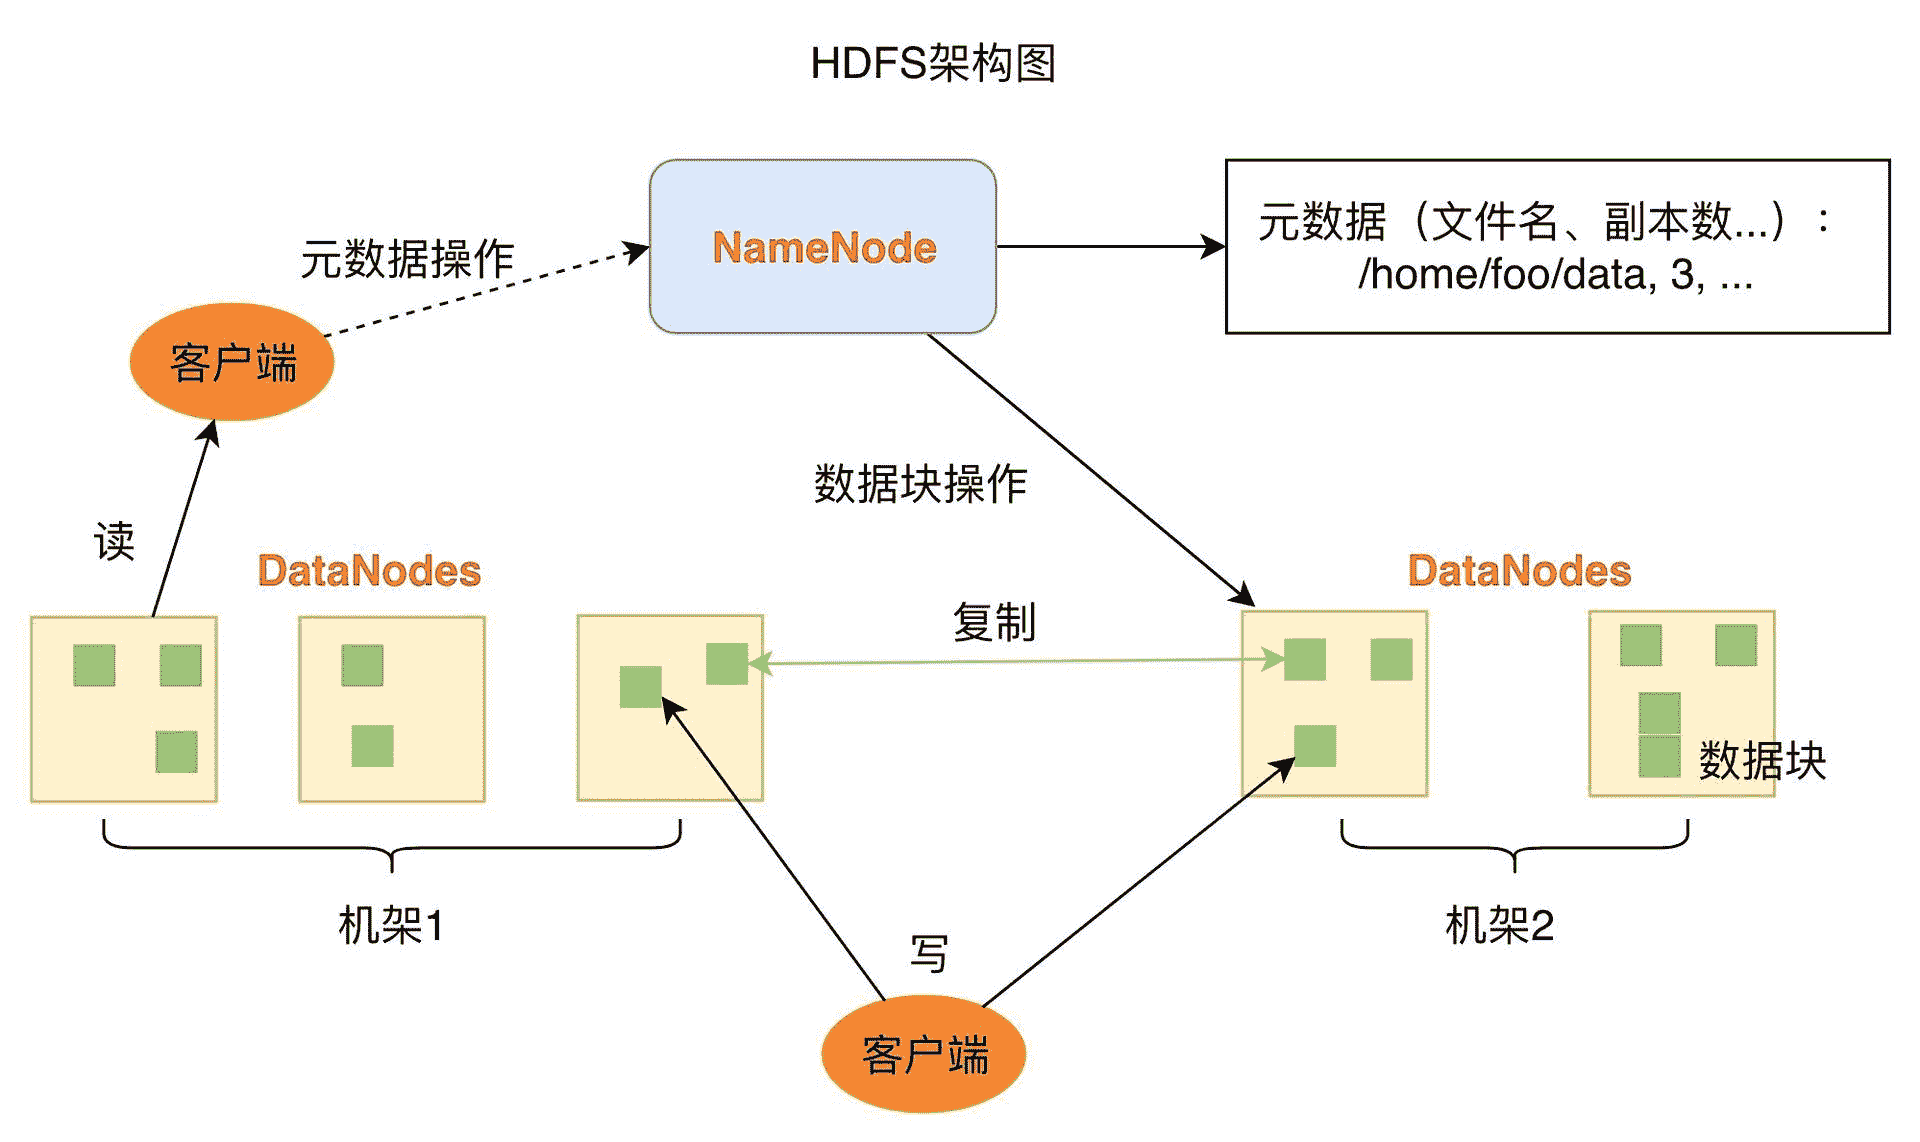 HDFS架构图
元数据操作
NameNode
元数据（文件名、副本数...）：
/home/foo/data, 3, ...
客户端
数据块操作
读
DataNodes
DataNodes
复制
数据块
机架1
机架2
写
客户端